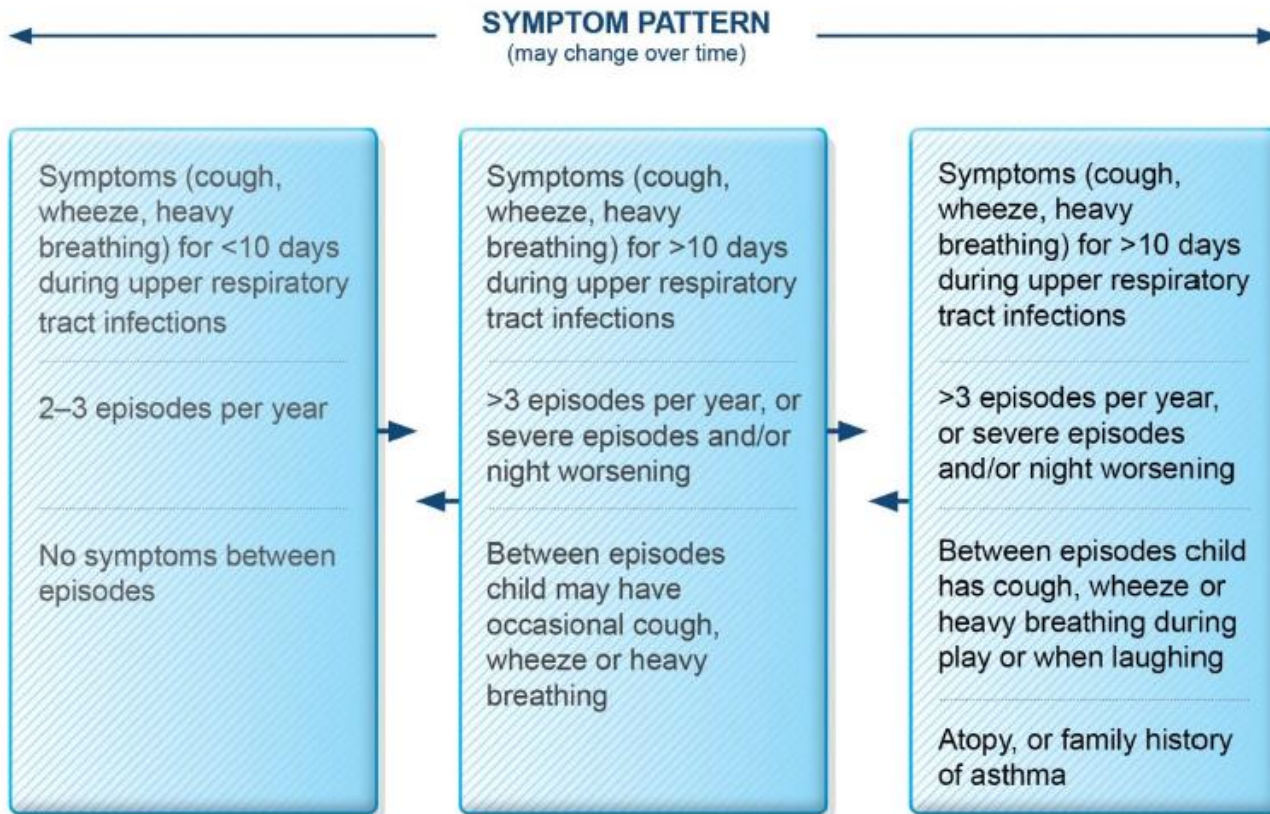 SYMPTOM PATTERN
(may change over time)
Symptoms (cough,
wheeze, heavy
breathing) for <10 days
during upper respiratory
tract infections
2–3 episodes per year
No symptoms between
episodes
Symptoms (cough,
wheeze, heavy
breathing) for >10 days
during upper respiratory
tract infections
>3 episodes per year, or
severe episodes and/or
night worsening
Between episodes
child may have
occasional cough,
wheeze or heavy
breathing
Symptoms (cough,
wheeze, heavy
breathing) for >10 days
during upper respiratory
tract infections
>3 episodes per year,
or severe episodes
and/or night worsening
Between episodes child
has cough, wheeze or
heavy breathing during
play or when laughing
Atopy, or family history
of asthma